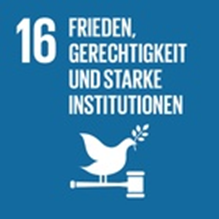 16 FRIEDEN,
GERECHTIGKEIT
UND STARKE
INSTITUTIONEN